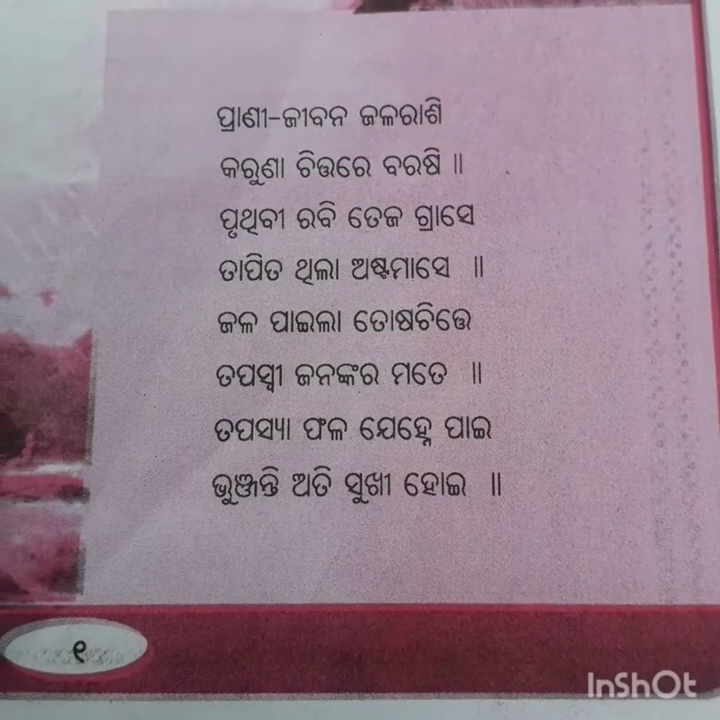 ପ୍ରାଣୀ-ଜୀବନ ଜଳରାଶି
କରୁଣା ଚିତ୍ତରେ ବରଷି ॥
ପୃଥିବୀ ରବି ତେଜ ଗ୍ରାସେ
ତାପିତ ଥିଲା ଅଷ୍ଟମାସେ ॥
ଜଳ ପାଇଲା ତୋଷଚିତ୍ତେ
ତପସ୍ୱୀ ଜନଙ୍କର ମତେ ॥
ତପସ୍ୟା ଫଳ ଯେହ୍ନେ ପାଇ
ଭୁଞ୍ଜନ୍ତି ଅତି ସୁଖୀ ହୋଇ ॥
୧
InShOt